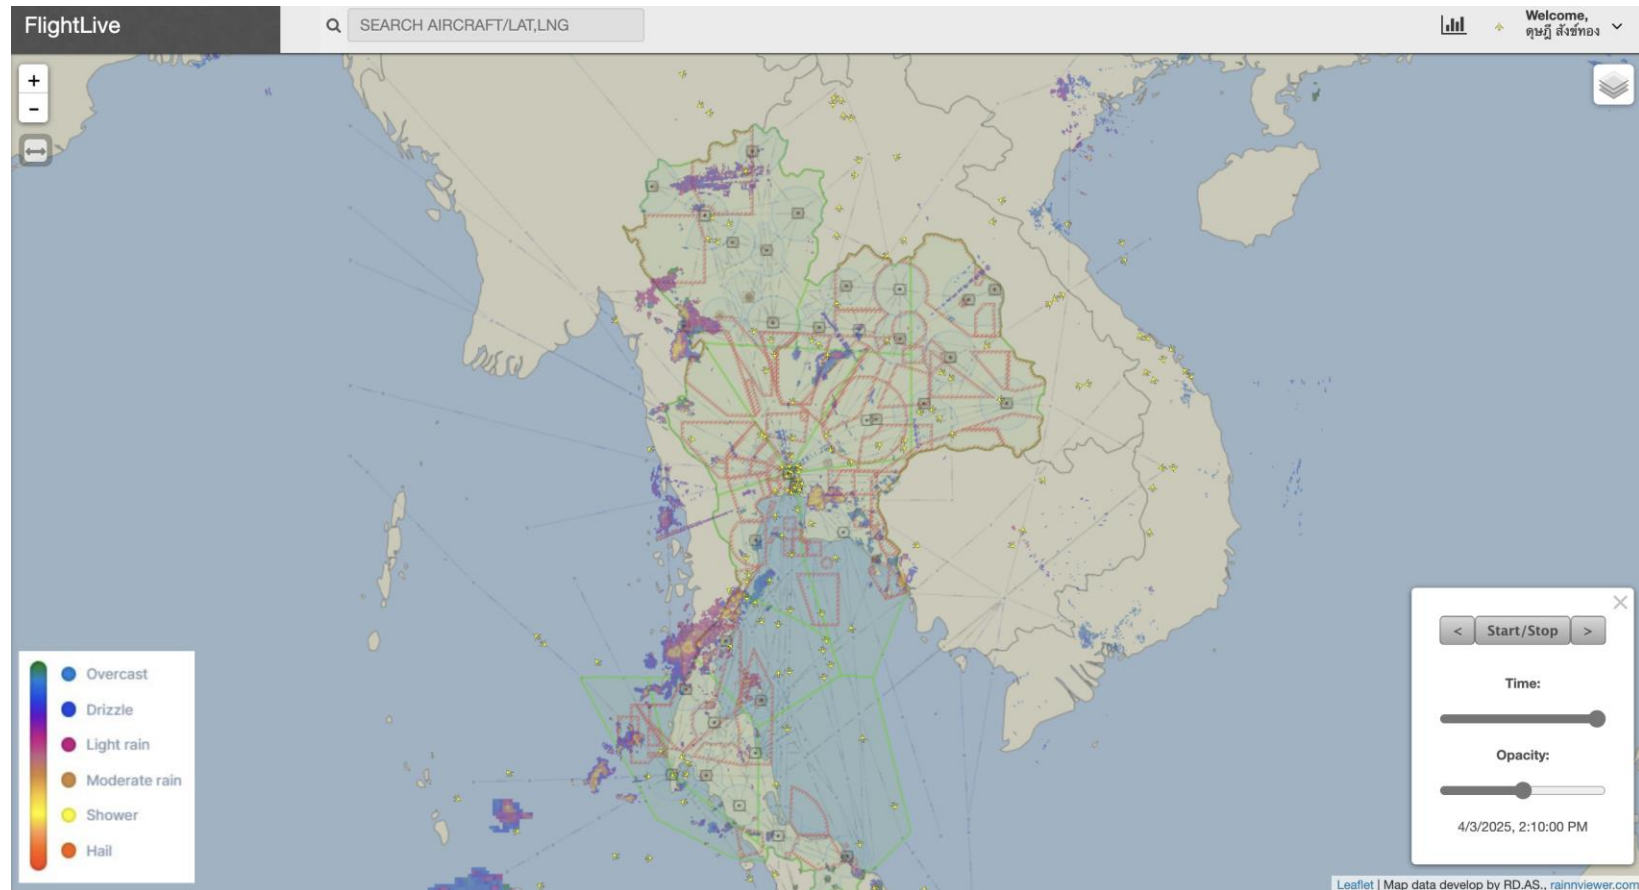 FlightLive
SEARCH AIRCRAFT/LAT,LNG
Welcome,
ดุษฎี สังข์ทอง
+
-
Overcast
Drizzle
Light rain
Moderate rain
Shower
Hail
< Start/Stop >
Time:
Opacity:
4/3/2025, 2:10:00 PM
Leaflet | Map data develop by RD.AS., rainnviewer.com